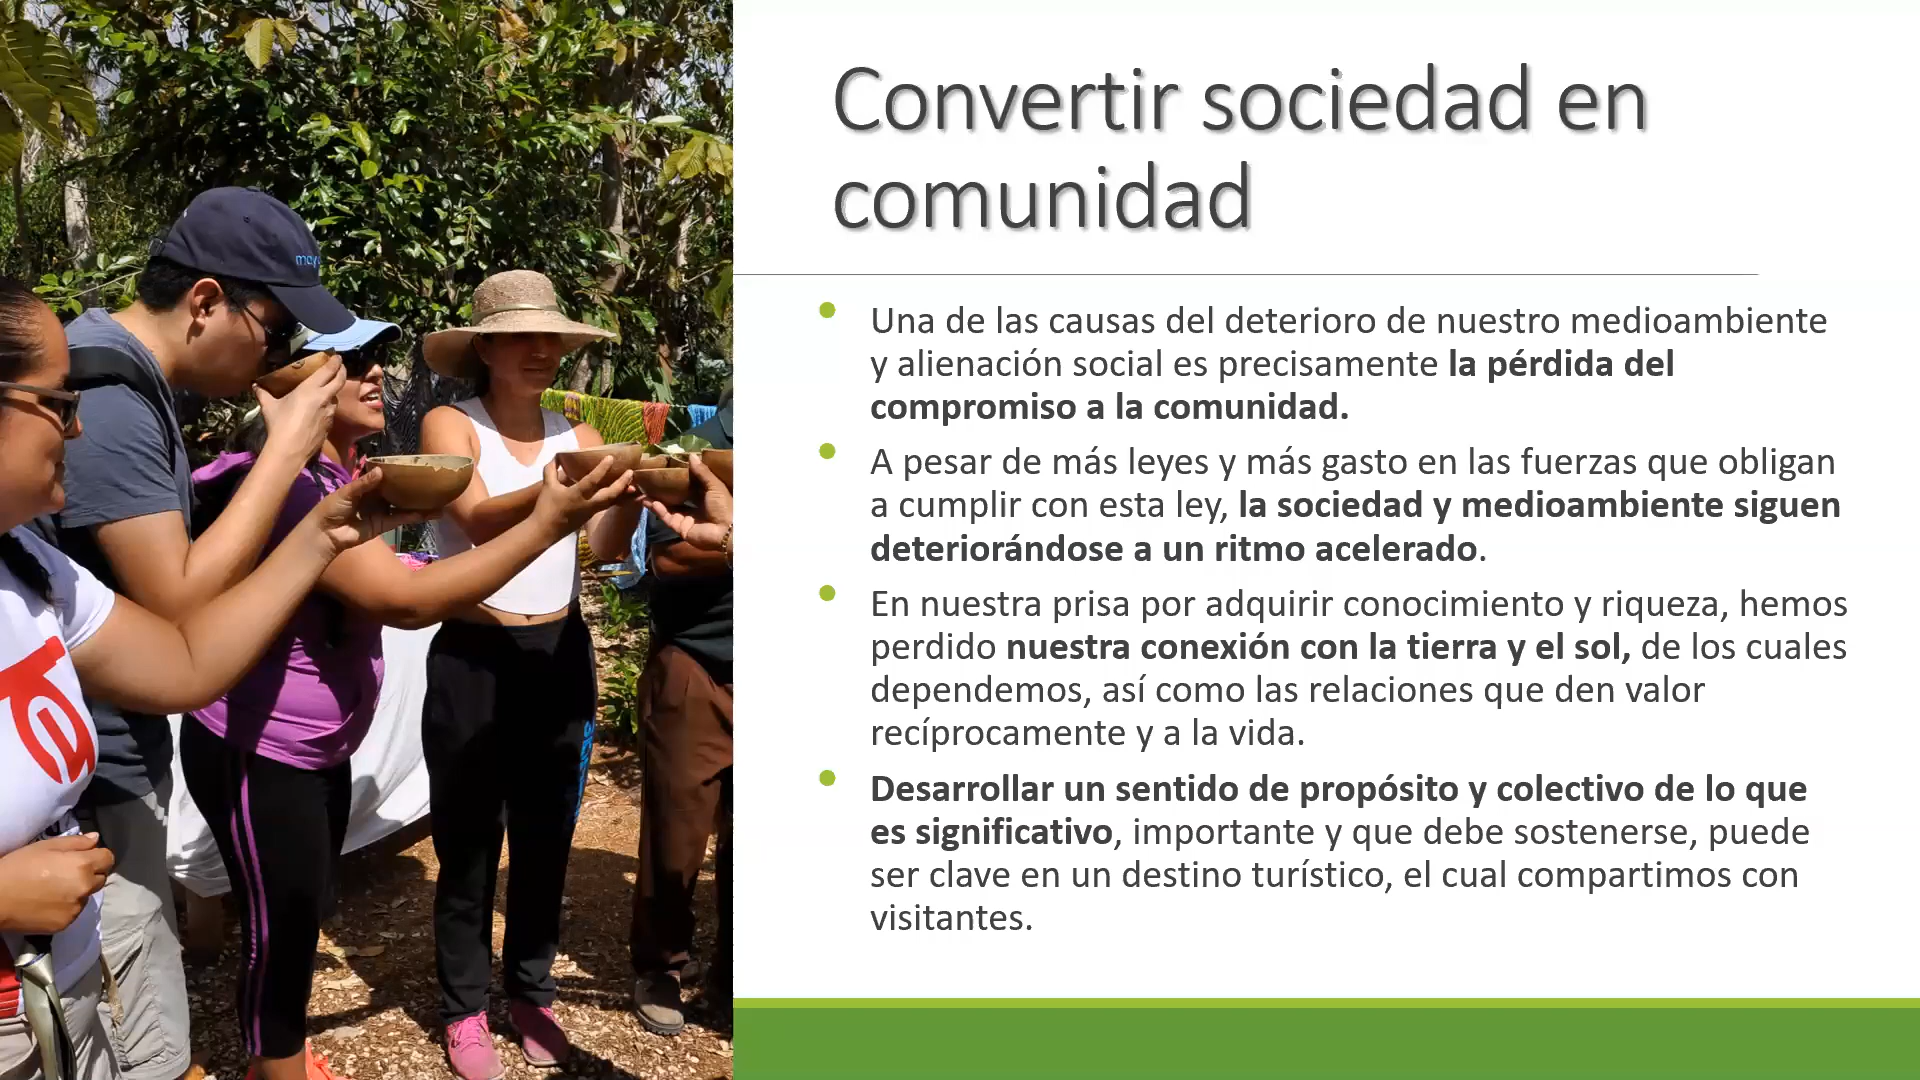 Convertir sociedad en
comunidad
Una de las causas del deterioro de nuestro medioambiente
y alienación social es precisamente la pérdida del
compromiso a la comunidad.
A pesar de más leyes y más gasto en las fuerzas que obligan
a cumplir con esta ley, la sociedad y medioambiente siguen
deteriorándose a un ritmo acelerado.
En nuestra prisa por adquirir conocimiento y riqueza, hemos
perdido nuestra conexión con la tierra y el sol, de los cuales
dependemos, así como las relaciones que den valor
recíprocamente y a la vida.
Desarrollar un sentido de propósito y colectivo de lo que
es significativo, importante y que debe sostenerse, puede
ser clave en un destino turístico, el cual compartimos con
visitantes.